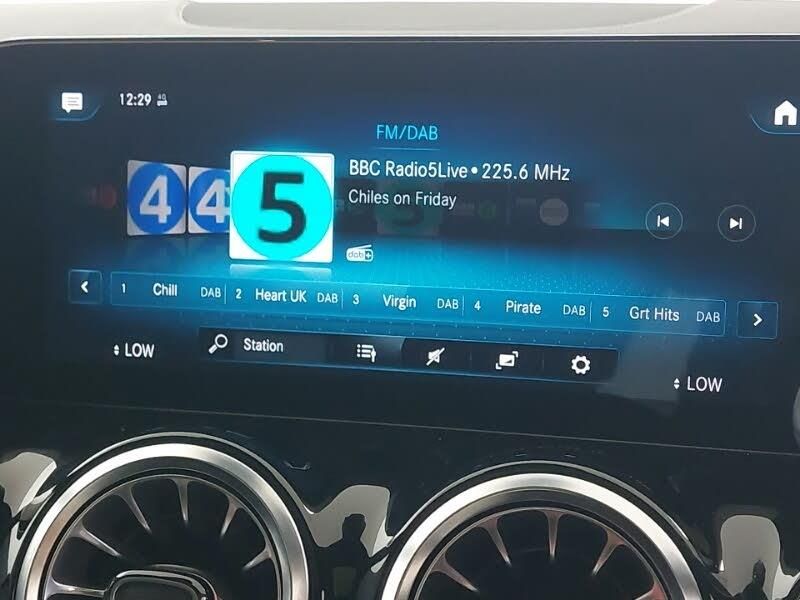 12:29 4G
FM/DAB
BBC Radio5Live • 225.6 MHz
Chiles on Friday
4 4 5
dab+
1 Chill DAB 2 Heart UK DAB 3 Virgin DAB 4 Pirate DAB 5 Grt Hits DAB
LOW Station LOW